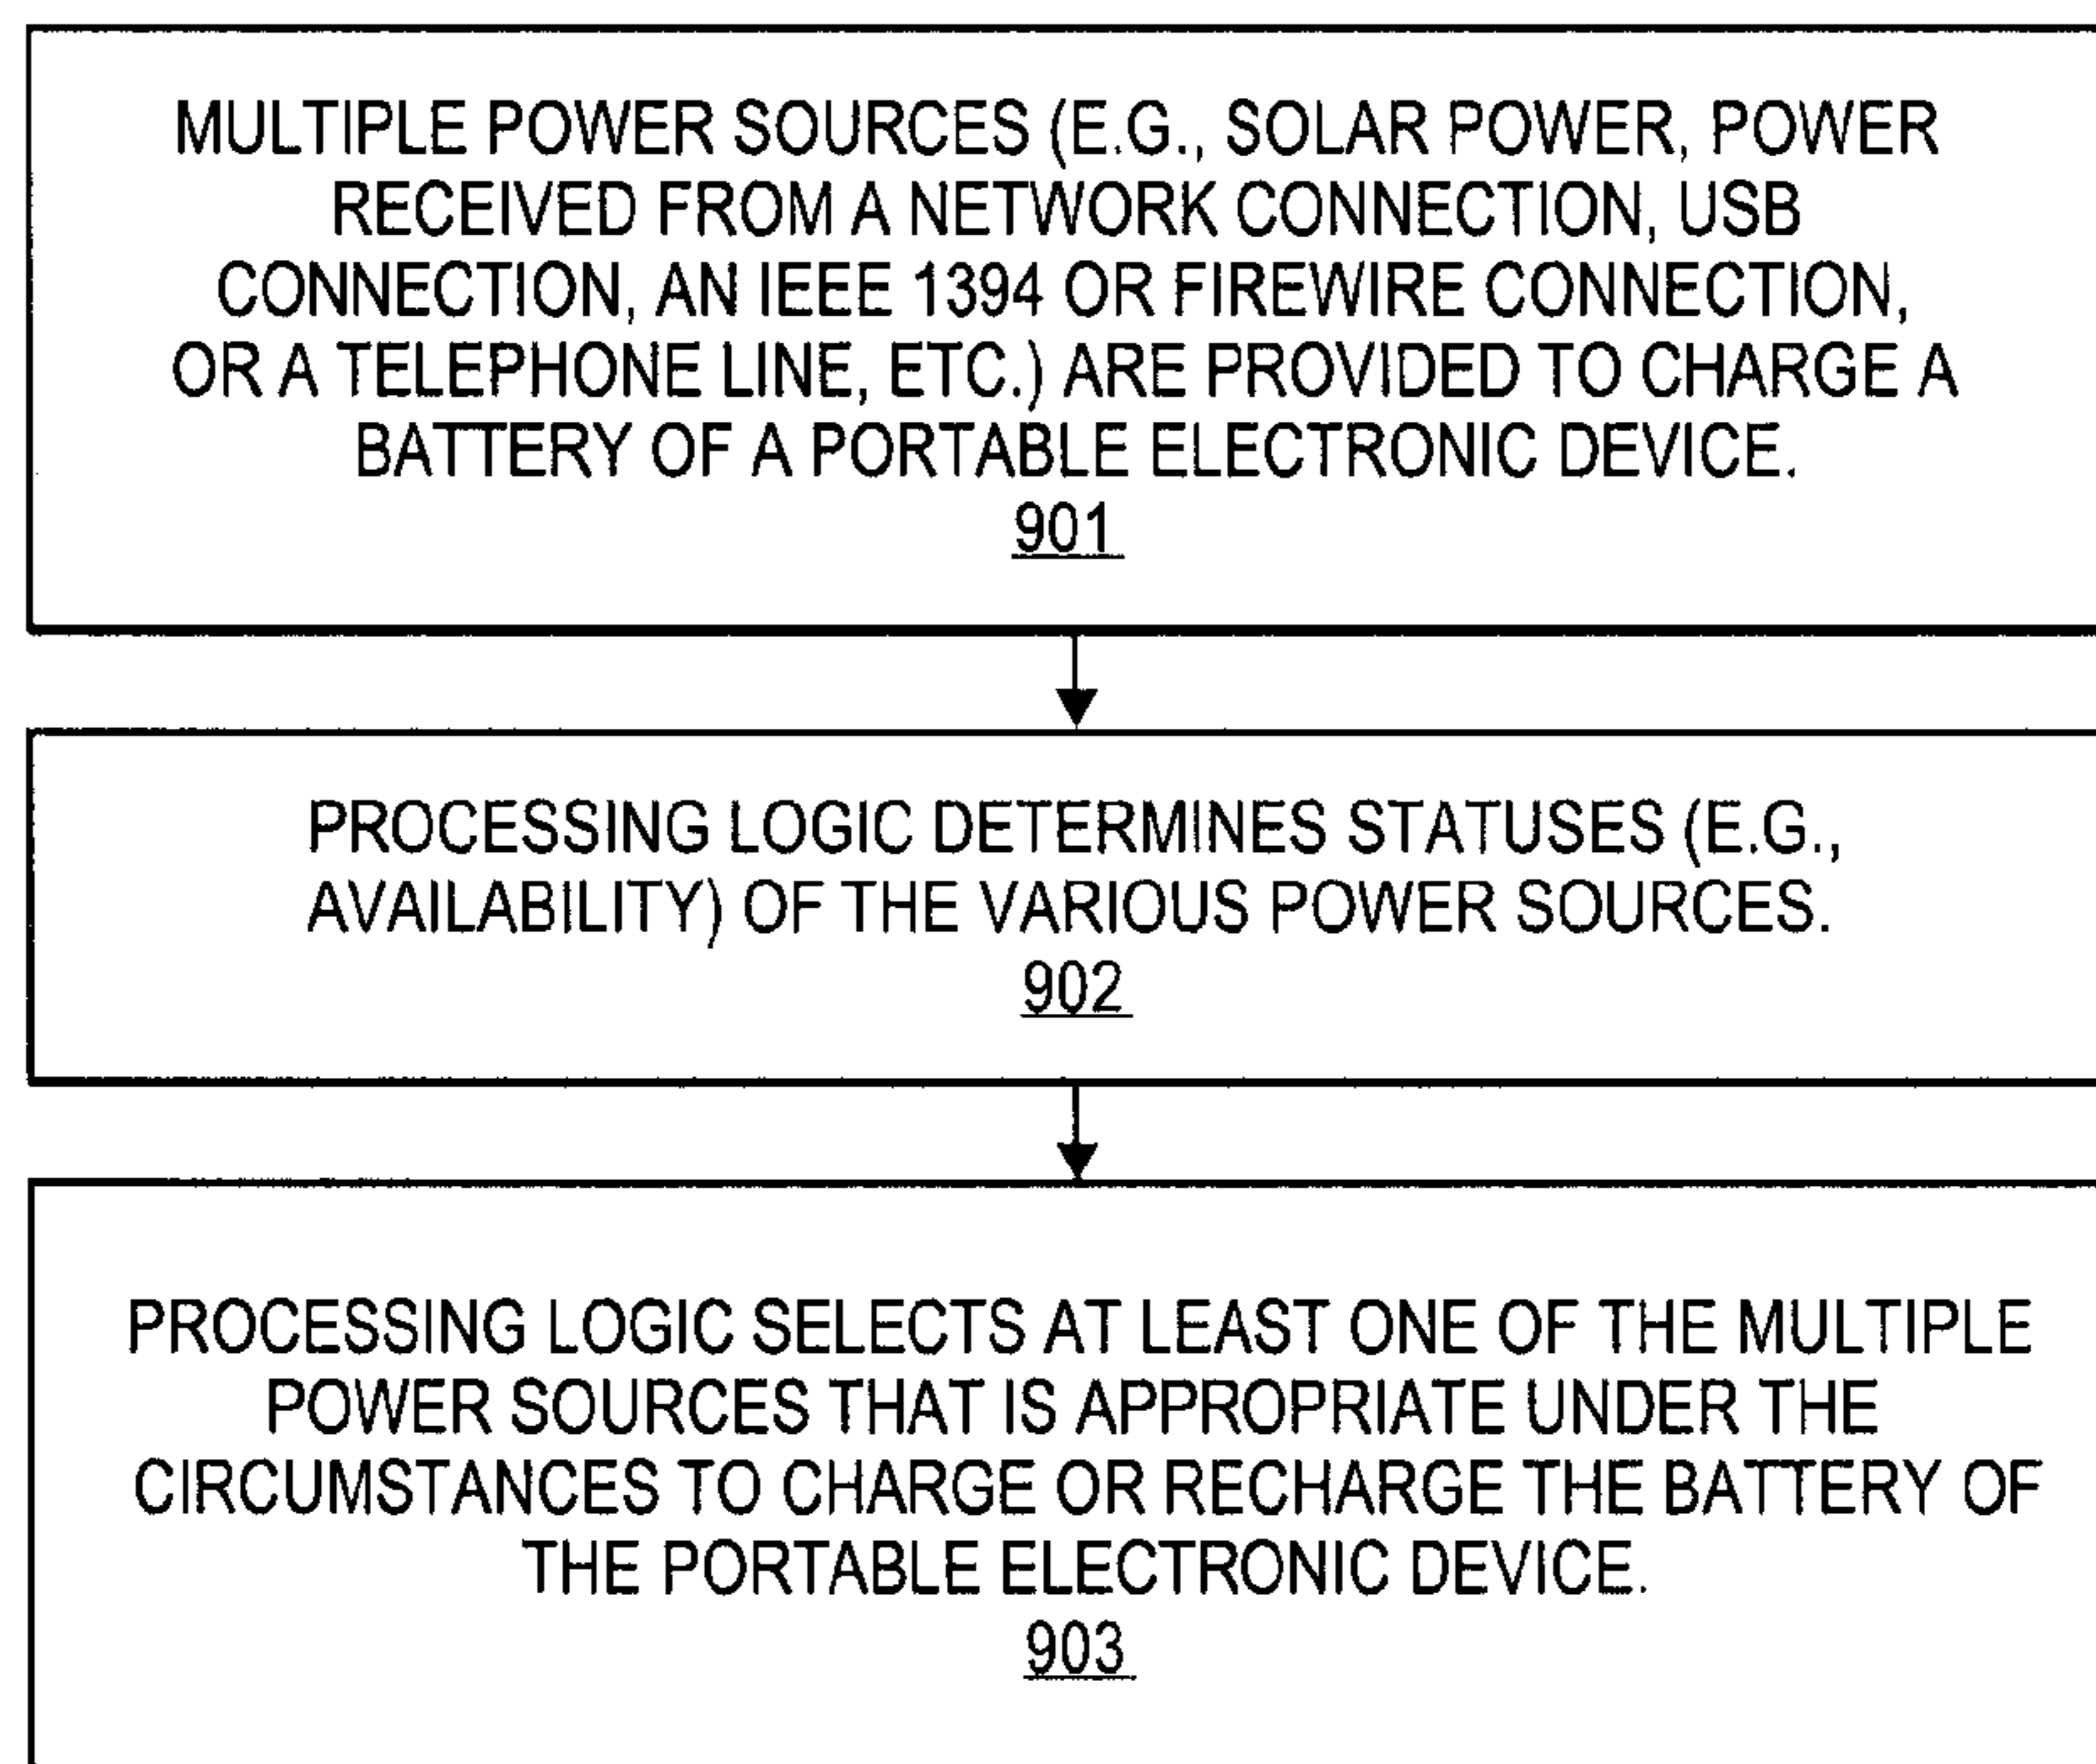 MULTIPLE POWER SOURCES (E.G., SOLAR POWER, POWER
RECEIVED FROM A NETWORK CONNECTION, USB
CONNECTION, AN IEEE 1394 OR FIREWIRE CONNECTION,
OR A TELEPHONE LINE, ETC.) ARE PROVIDED TO CHARGE A
BATTERY OF A PORTABLE ELECTRONIC DEVICE.
901
PROCESSING LOGIC DETERMINES STATUSES (E.G.,
AVAILABILITY) OF THE VARIOUS POWER SOURCES.
902
PROCESSING LOGIC SELECTS AT LEAST ONE OF THE MULTIPLE
POWER SOURCES THAT IS APPROPRIATE UNDER THE
CIRCUMSTANCES TO CHARGE OR RECHARGE THE BATTERY OF
THE PORTABLE ELECTRONIC DEVICE.
903